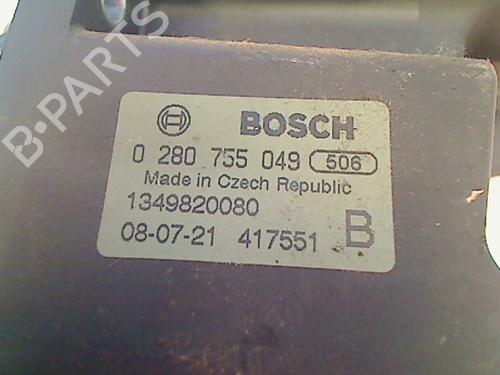 B-PARTS
BOSCH
0 280 755 049 506
Made in Czech Republic
1349820080
08-07-21 417551 B